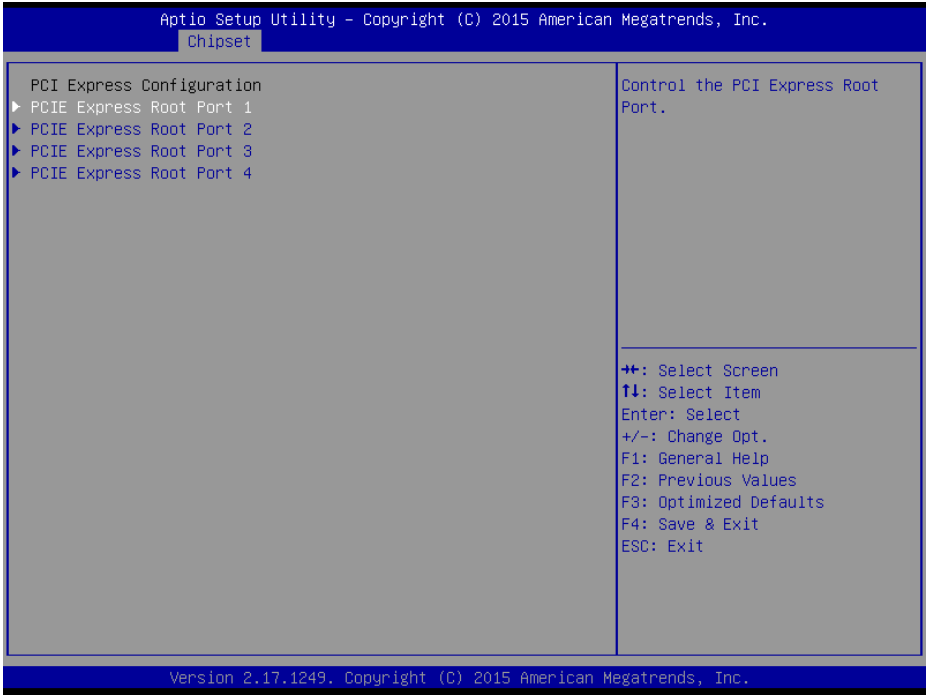 Aptio Setup Utility – Copyright (C) 2015 American Megatrends, Inc.
Chipset
PCI Express Configuration
PCIE Express Root Port 1
PCIE Express Root Port 2
PCIE Express Root Port 3
PCIE Express Root Port 4
Control the PCI Express Root
Port.
→←: Select Screen
↑↓: Select Item
Enter: Select
+/-: Change Opt.
F1: General Help
F2: Previous Values
F3: Optimized Defaults
F4: Save & Exit
ESC: Exit
Version 2.17.1249. Copyright (C) 2015 American Megatrends, Inc.